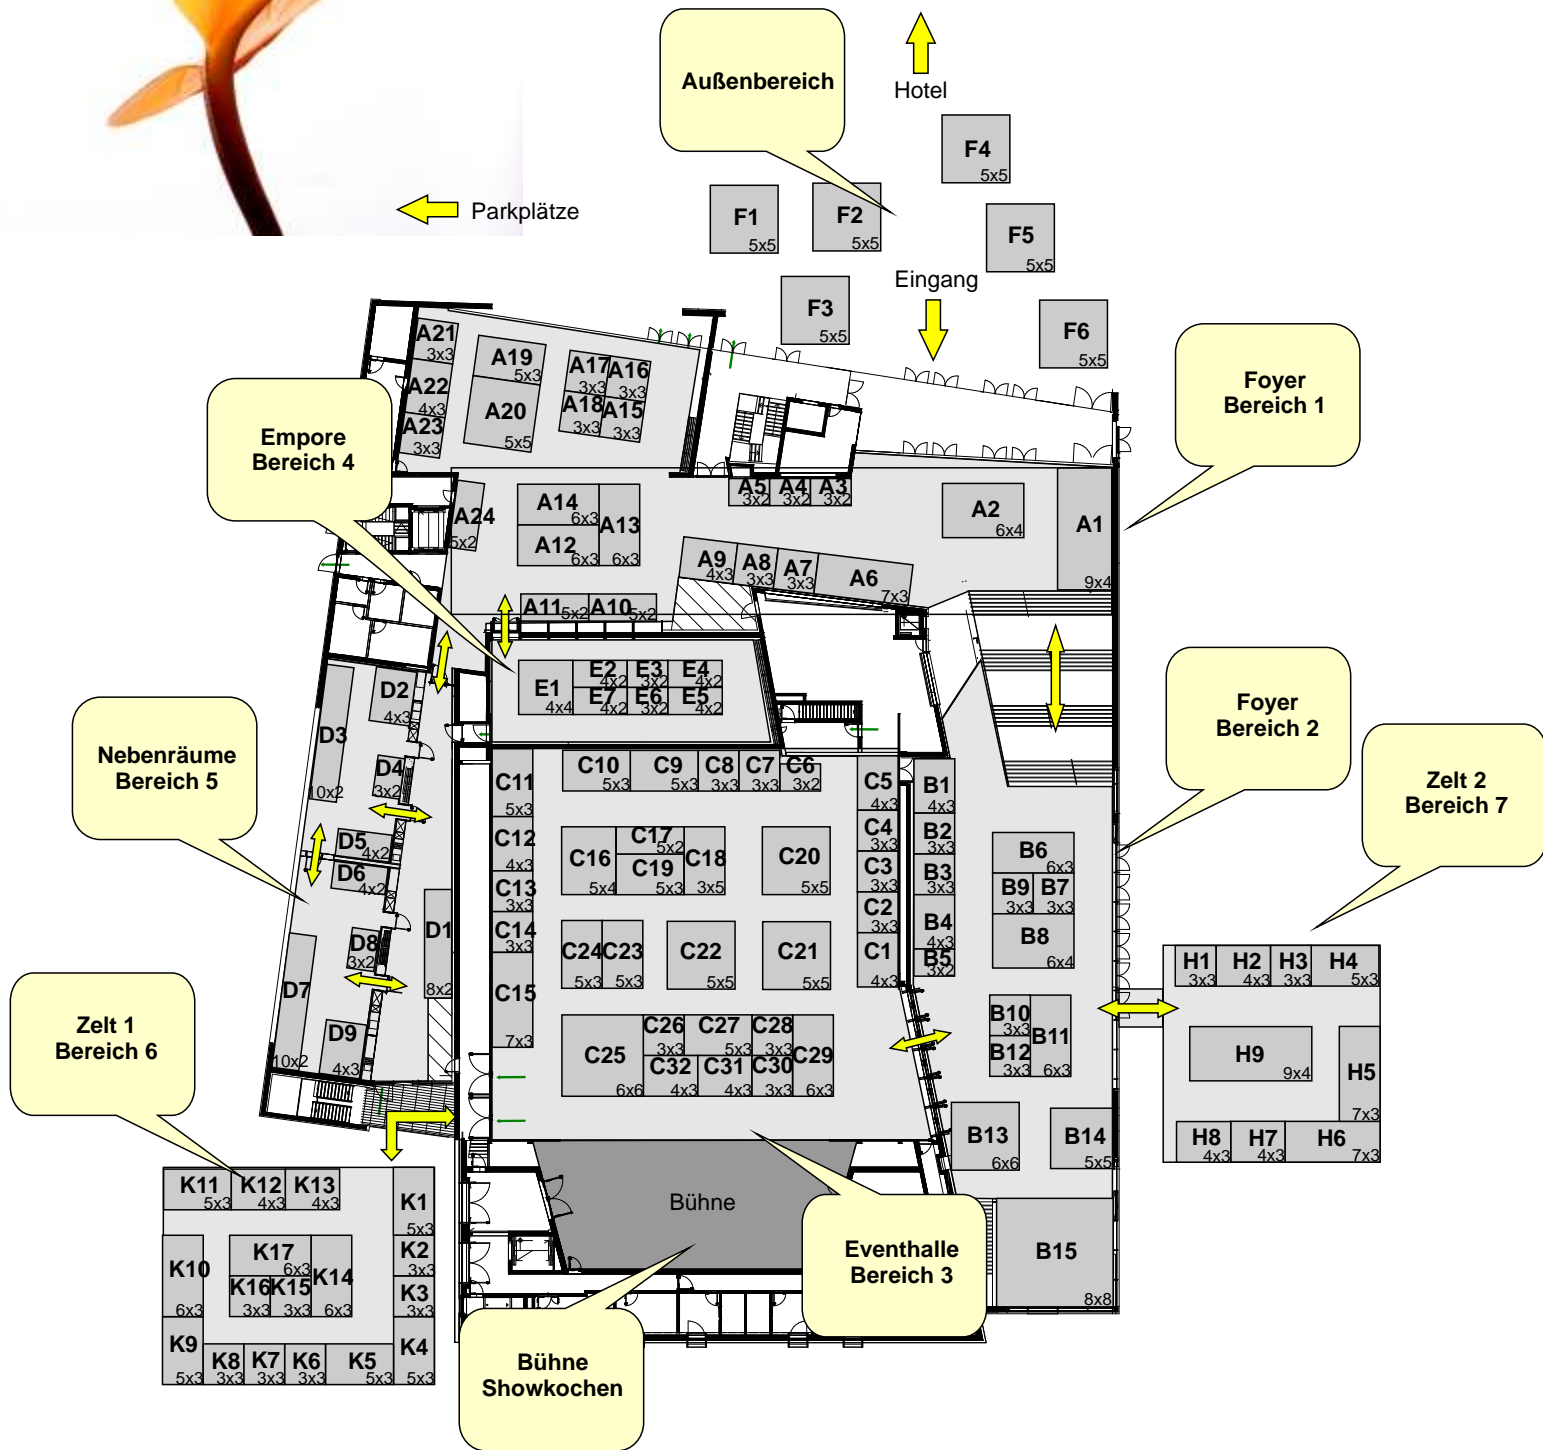 Außenbereich
Hotel
F4
5x5
Parkplätze
F1
5x5
F2
5x5
F5
5x5
Eingang
F3
5x5
F6
5x5
Foyer
Bereich 1
A21
3x3
A22
4x3
A23
3x3
A19
5x3
A20
5x5
A17
3x3
A16
3x3
A18
3x3
A15
3x3
Empore
Bereich 4
A5
3x2
A4
3x2
A3
3x2
A2
6x4
A1
9x4
A24
5x2
A14
6x3
A13
6x3
A12
6x3
A9
4x3
A8
3x3
A7
3x3
A6
7x3
A11
5x2
A10
5x2
E1
4x4
E2
4x2
E3
3x2
E4
4x2
E7
4x2
E6
3x2
E5
4x2
Foyer
Bereich 2
Nebenräume
Bereich 5
D2
4x3
D3
10x2
D4
3x2
D5
4x2
D6
4x2
D1
8x2
D8
3x2
D7
10x2
D9
4x3
Zelt 2
Bereich 7
C11
5x3
C10
5x3
C9
5x3
C8
3x3
C7
3x3
C6
3x2
C5
4x3
B1
4x3
C12
4x3
C16
5x4
C17
5x2
C19
5x3
C18
3x5
C20
5x5
C4
3x3
C3
3x3
B2
3x3
B3
3x3
B6
6x3
B9
3x3
B7
3x3
B8
6x4
C13
3x3
C14
3x3
C2
3x3
C1
4x3
B4
4x3
B5
3x2
C24
5x3
C23
5x3
C22
5x5
C21
5x5
C15
7x3
C25
6x6
C26
3x3
C27
5x3
C28
3x3
C29
6x3
C32
4x3
C31
4x3
C30
3x3
B10
3x3
B11
6x3
B12
3x3
B13
6x6
B14
5x5
B15
8x8
H1
3x3
H2
4x3
H3
3x3
H4
5x3
H9
9x4
H5
7x3
H8
4x3
H7
4x3
H6
7x3
Zelt 1
Bereich 6
K11
5x3
K12
4x3
K13
4x3
K1
5x3
K10
6x3
K17
6x3
K16
3x3
K15
3x3
K14
6x3
K2
3x3
K3
3x3
K9
5x3
K8
3x3
K7
3x3
K6
3x3
K5
5x3
K4
5x3
Bühne
Eventhalle
Bereich 3
Bühne
Showkochen